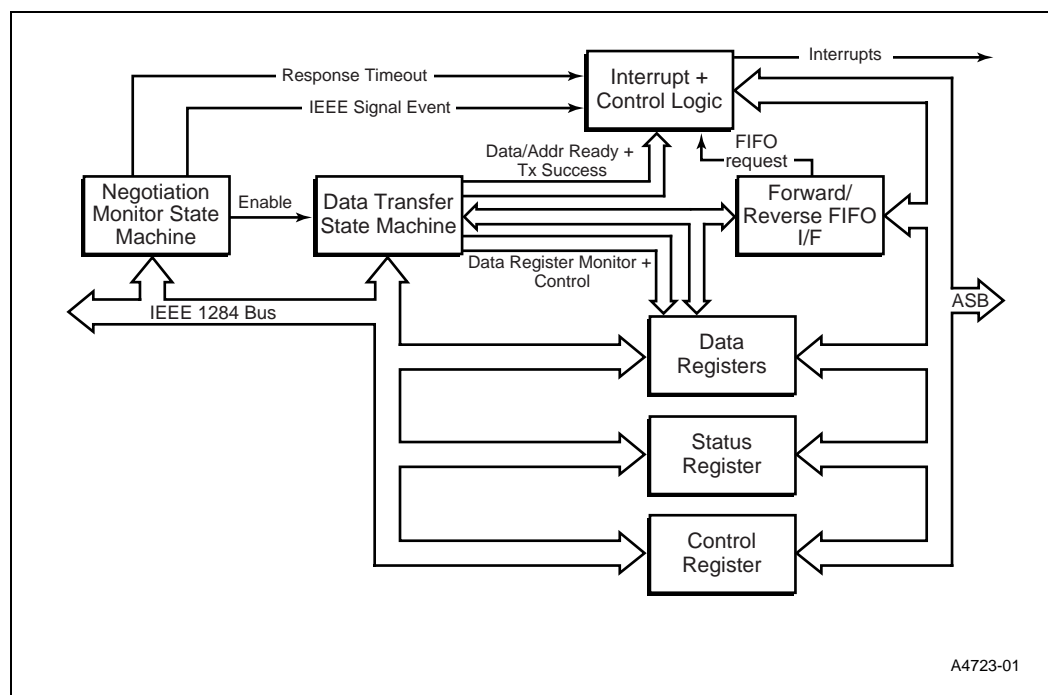 Response Timeout
IEEE Signal Event
Interrupt +
Control Logic
Interrupts
Data/Addr Ready +
Tx Success
FIFO
request
Negotiation
Monitor State
Machine
Enable
Data Transfer
State Machine
Forward/
Reverse FIFO
I/F
Data Register Monitor +
Control
IEEE 1284 Bus
ASB
Data
Registers
Status
Register
Control
Register
A4723-01